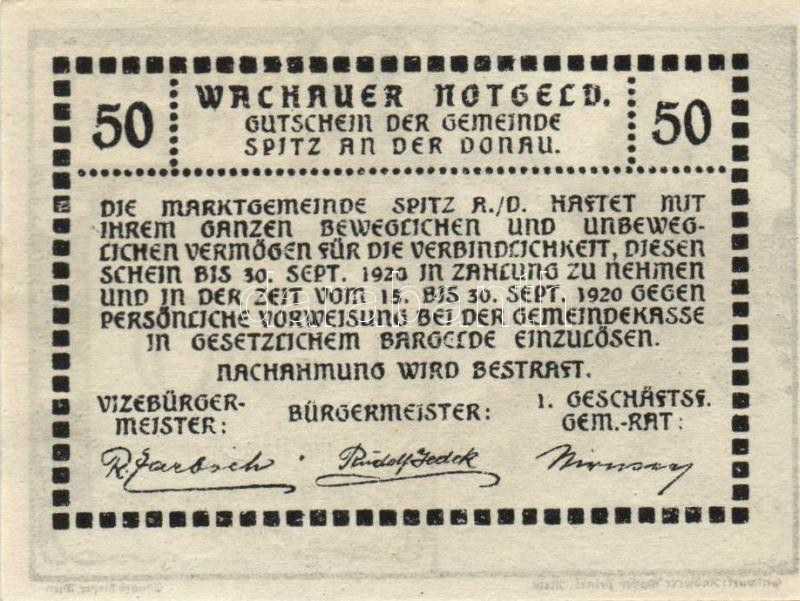 50
WACHAUER NOTGELD.
50
GUTSCHEIN DER GEMEINDE
SPITZ AN DER DONAU.
DIE MARKTGEMEINDE SPITZ A./D. HAFTET MIT
IHREM GANZEN BEWEGLICHEN UND UNBEWEG-
LICHEN VERMÖGEN FÜR DIE VERBINDLICHKEIT, DIESEN
SCHEIN BIS 30. SEPT. 1920 IN ZAHLUNG ZU NEHMEN
UND IN DER ZEIT VOM 15. BIS 30. SEPT. 1920 GEGEN
PERSÖNLICHE VORWEISUNG BEI DER GEMEINDEKASSE
IN GESETZLICHEM BARGELDE EINZULÖSEN.
NACHAHMUNG WIRD BESTRAFT.
VIZEBÜRGER-
MEISTER:
BÜRGERMEISTER:
1. GESCHÄFTSF.
GEM.-RAT:
Rudolf Jedek